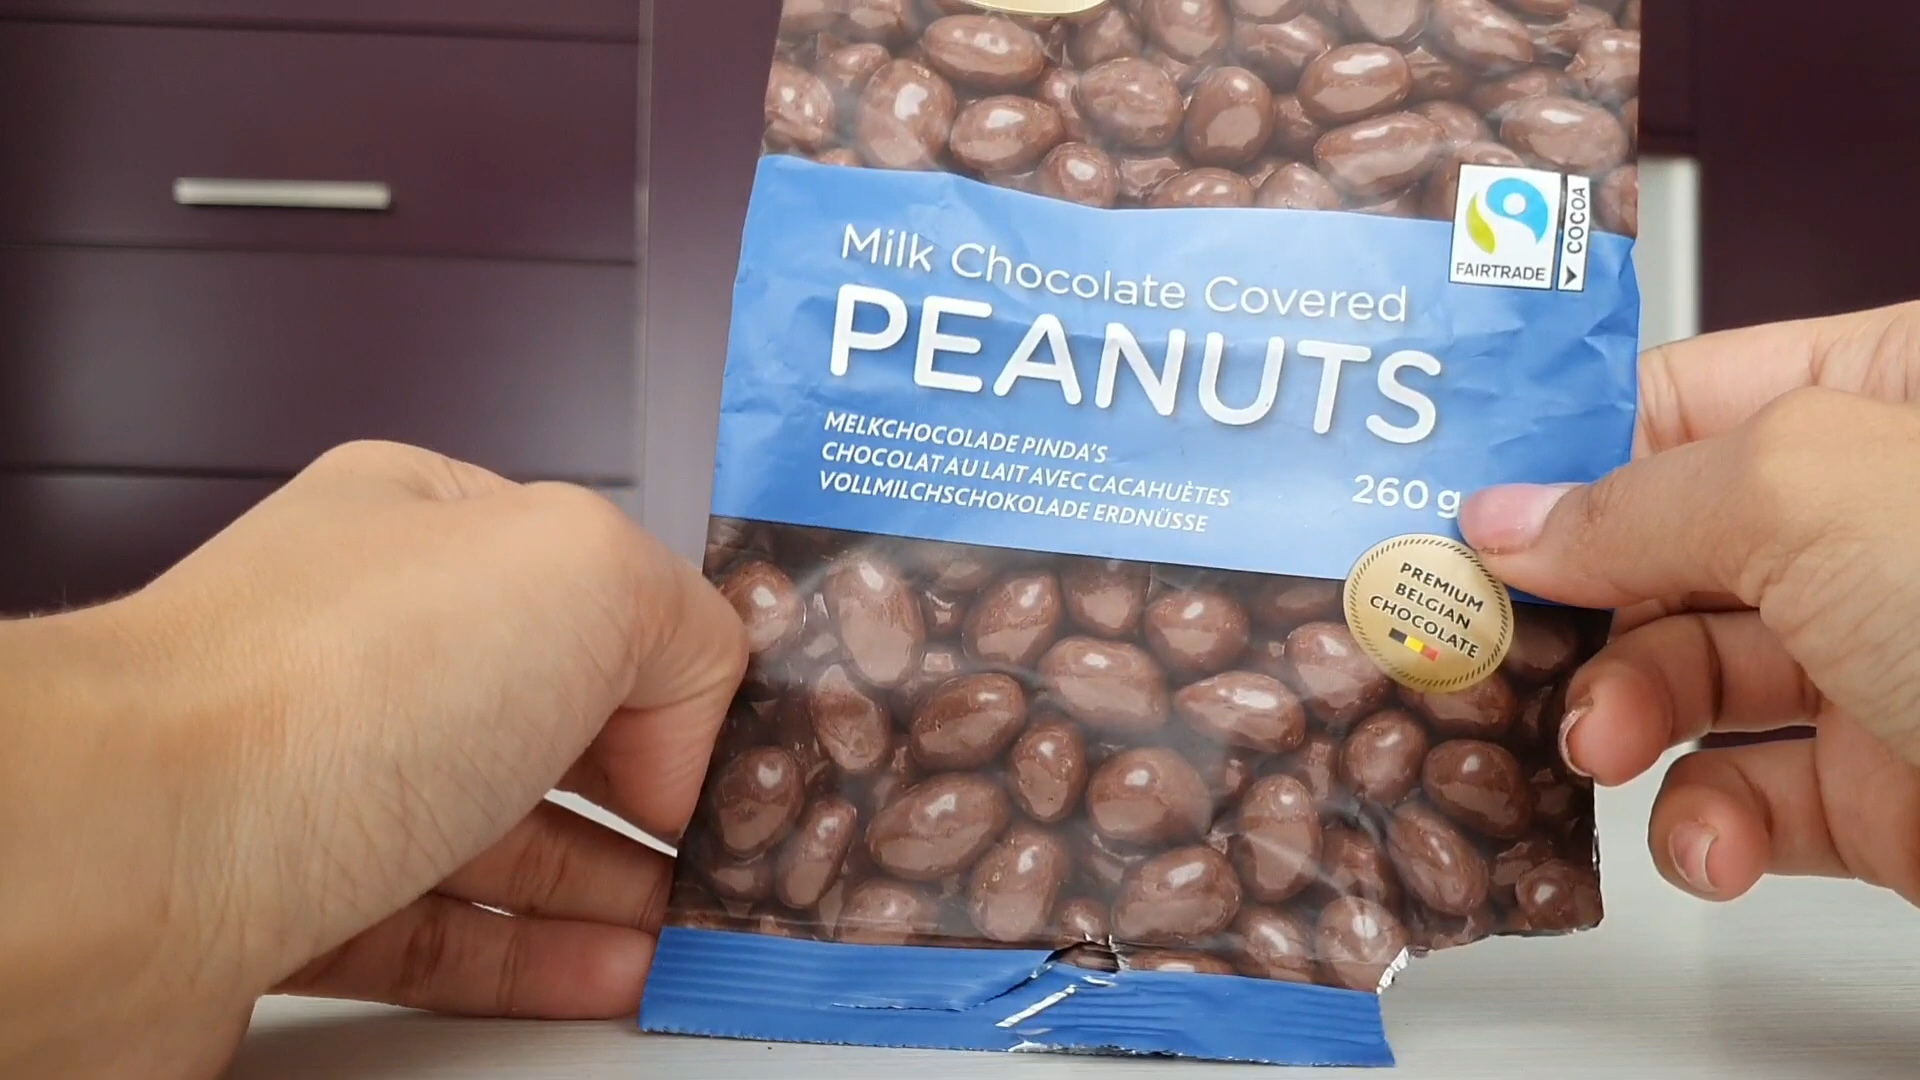 Milk Chocolate Covered
PEANUTS
MELKCHOCOLADE PINDA'S
CHOCOLAT AU LAIT AVEC CACAHUÈTES
VOLLMILCHSCHOKOLADE ERDNÜSSE
260 g
FAIRTRADE
COCOA
PREMIUM
BELGIAN
CHOCOLATE